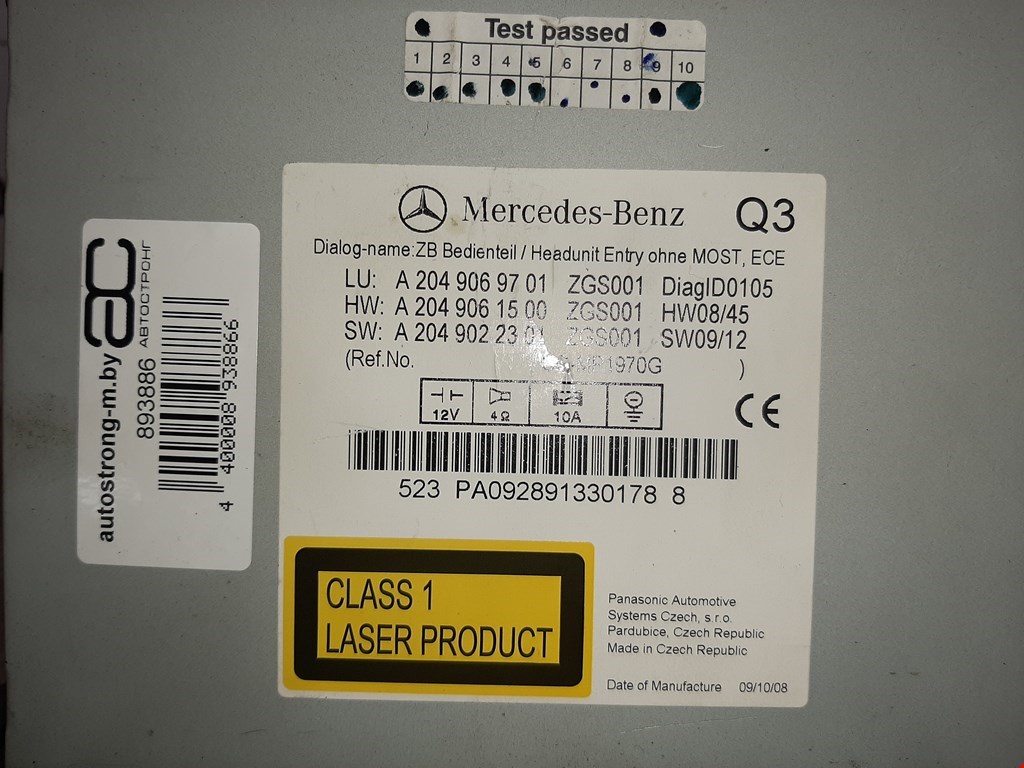 Test passed
1 2 3 4 5 6 7 8 9 10
Mercedes-Benz Q3
Dialog-name:ZB Bedienteil / Headunit Entry ohne MOST, ECE
LU: A 204 906 97 01 ZGS001 DiagID0105
HW: A 204 906 15 00 ZGS001 HW08/45
SW: A 204 902 23 01 ZGS001 SW09/12
(Ref.No. )
12V 4Ω 10A
CE
523 PA092891330178 8
CLASS 1
LASER PRODUCT
Panasonic Automotive
Systems Czech, s.r.o.
Pardubice, Czech Republic
Made in Czech Republic
Date of Manufacture 09/10/08
autostrong-m.by
ac
АВТОСТРОНГ
893886
4 400008 938866